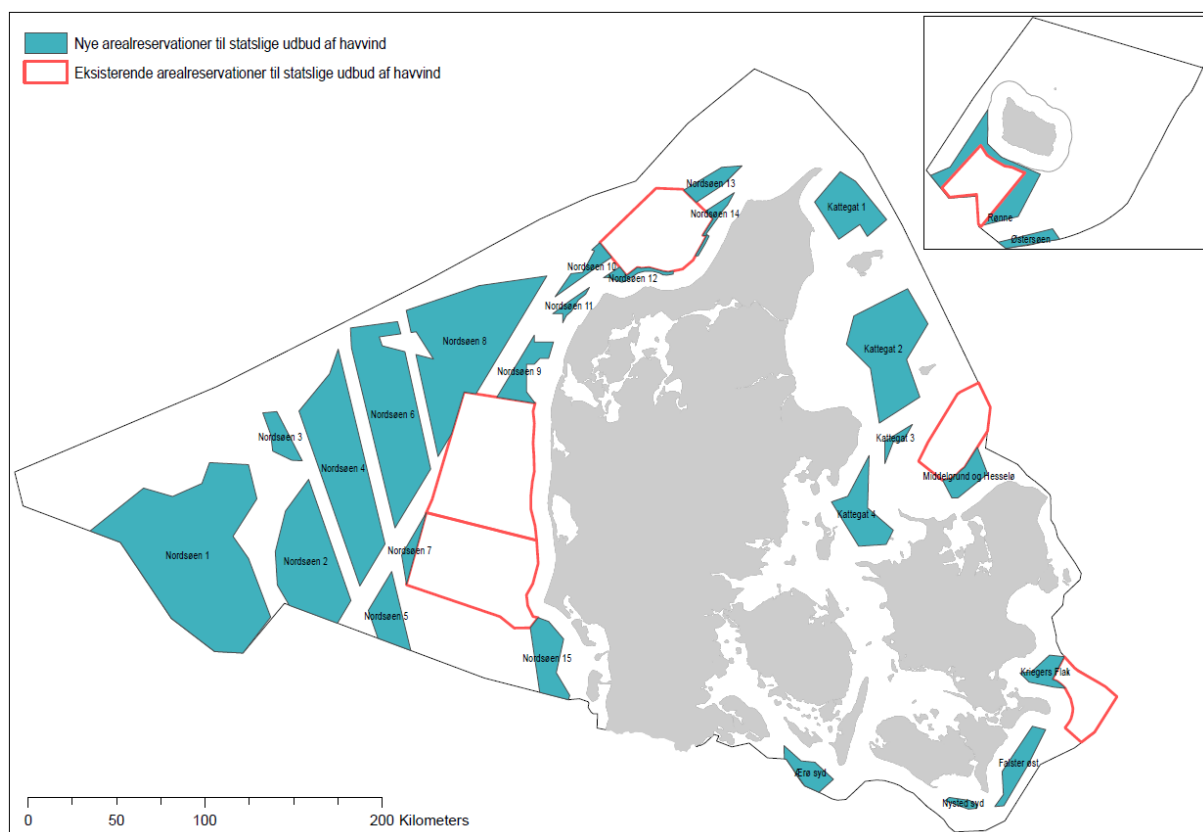 Nye arealreservationer til statslige udbud af havvind
Eksisterende arealreservationer til statslige udbud af havvind
Nordsøen 13
Nordsøen 14
Kattegat 1
Rønne
Østersøen
Nordsøen 10
Nordsøen 12
Nordsøen 11
Nordsøen 8
Kattegat 2
Nordsøen 9
Nordsøen 6
Nordsøen 3
Kattegat 3
Nordsøen 4
Middelgrund og Hesselø
Kattegat 4
Nordsøen 1
Nordsøen 7
Nordsøen 2
Nordsøen 5
Nordsøen 15
Kriegers Flak
Falster øst
Ærø syd
Nysted syd
0 50 100 200 Kilometers